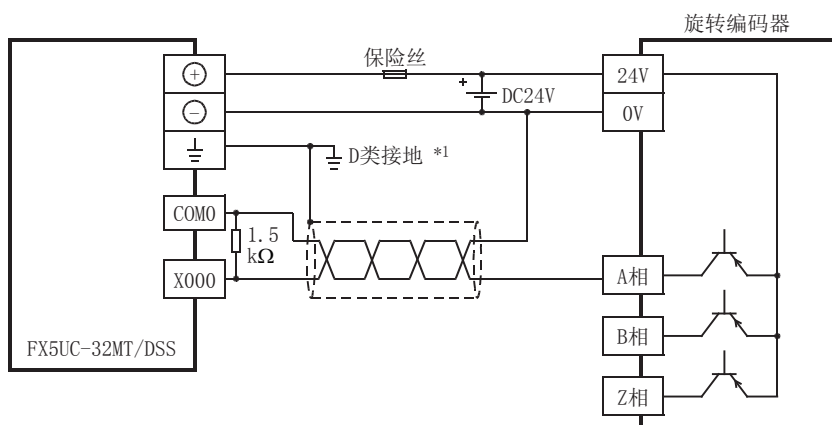 旋转编码器
保险丝
+
24V
+
DC24V
-
0V
D类接地 *1
COM0
1.5
kΩ
X000
A相
B相
FX5UC-32MT/DSS
Z相